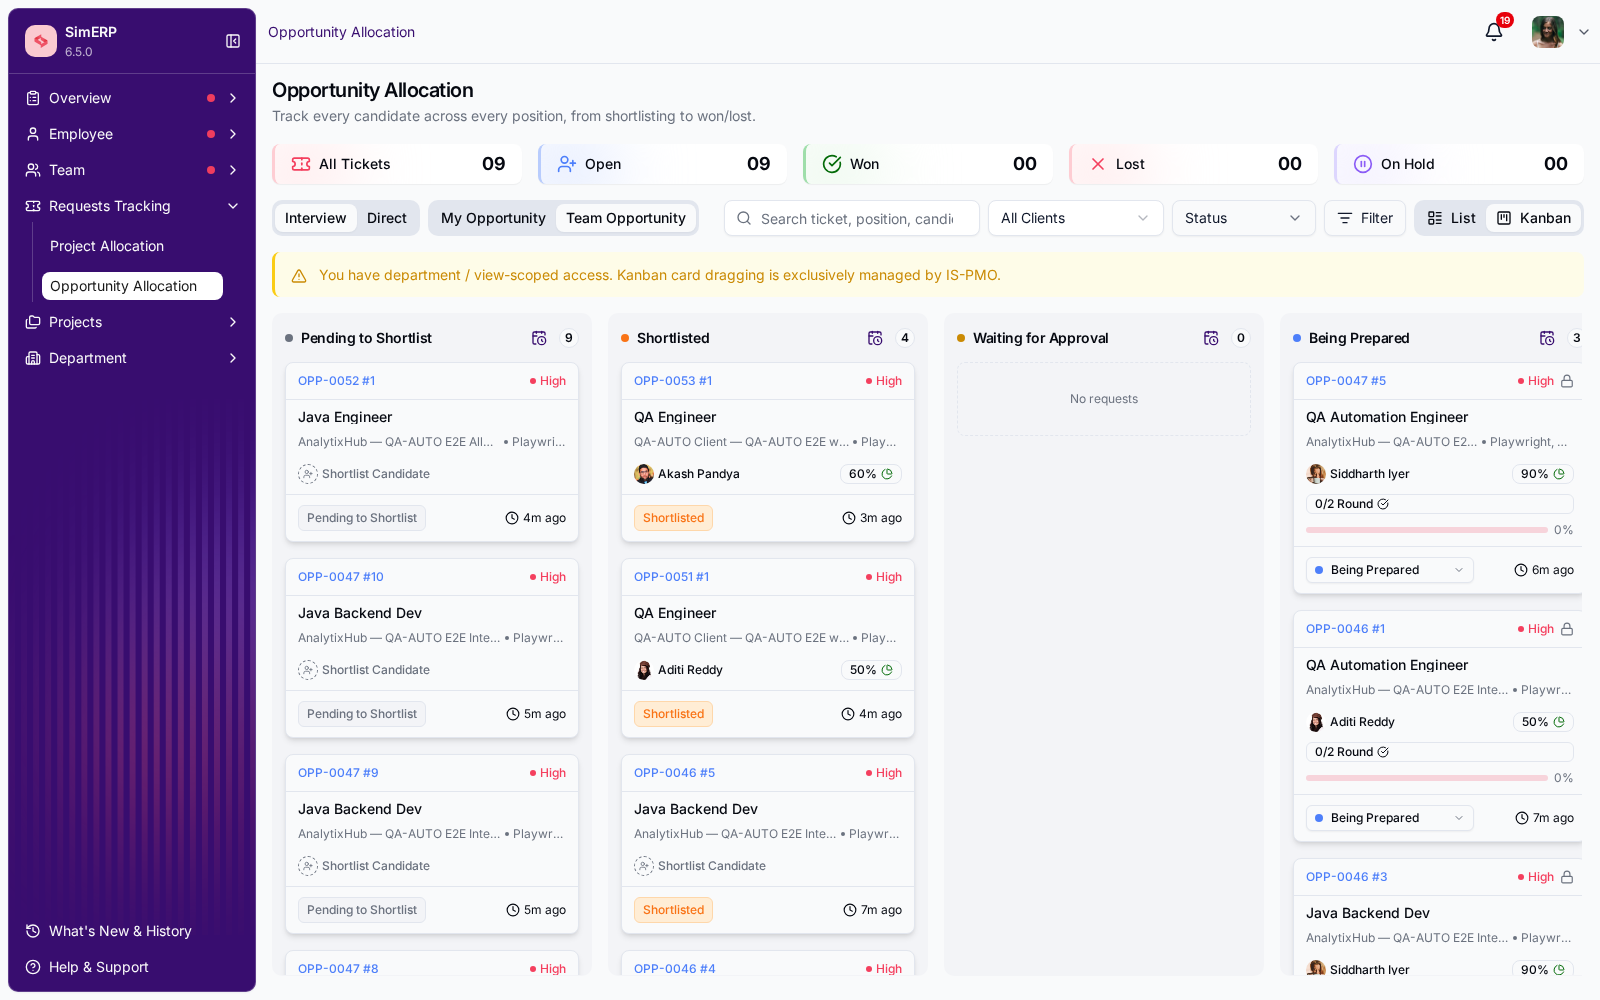 SimERP
6.5.0
Overview
Employee
Team
Requests Tracking
Project Allocation
Opportunity Allocation
Projects
Department
What's New & History
Help & Support
Opportunity Allocation
19
Opportunity Allocation
Track every candidate across every position, from shortlisting to won/lost.
All Tickets 09
Open 09
Won 00
Lost 00
On Hold 00
Interview Direct
My Opportunity Team Opportunity
Search ticket, position, candi
All Clients
Status
Filter
List Kanban
You have department / view-scoped access. Kanban card dragging is exclusively managed by IS-PMO.
Pending to Shortlist 9
OPP-0052 #1 High
Java Engineer
AnalytixHub — QA-AUTO E2E All... • Playwri...
Shortlist Candidate
Pending to Shortlist 4m ago
OPP-0047 #10 High
Java Backend Dev
AnalytixHub — QA-AUTO E2E Inte... • Playwr...
Shortlist Candidate
Pending to Shortlist 5m ago
OPP-0047 #9 High
Java Backend Dev
AnalytixHub — QA-AUTO E2E Inte... • Playwr...
Shortlist Candidate
Pending to Shortlist 5m ago
OPP-0047 #8 High
Shortlisted 4
OPP-0053 #1 High
QA Engineer
QA-AUTO Client — QA-AUTO E2E w... • Play...
Akash Pandya 60%
Shortlisted 3m ago
OPP-0051 #1 High
QA Engineer
QA-AUTO Client — QA-AUTO E2E w... • Play...
Aditi Reddy 50%
Shortlisted 4m ago
OPP-0046 #5 High
Java Backend Dev
AnalytixHub — QA-AUTO E2E Inte... • Playwr...
Shortlist Candidate
Shortlisted 7m ago
OPP-0046 #4 High
Waiting for Approval 0
No requests
Being Prepared 3
OPP-0047 #5 High
QA Automation Engineer
AnalytixHub — QA-AUTO E2... • Playwright, ...
Siddharth Iyer 90%
0/2 Round
0%
Being Prepared 6m ago
OPP-0046 #1 High
QA Automation Engineer
AnalytixHub — QA-AUTO E2E Inte... • Playwr...
Aditi Reddy 50%
0/2 Round
0%
Being Prepared 7m ago
OPP-0046 #3 High
Java Backend Dev
AnalytixHub — QA-AUTO E2E Inte... • Playwr...
Siddharth Iyer 90%